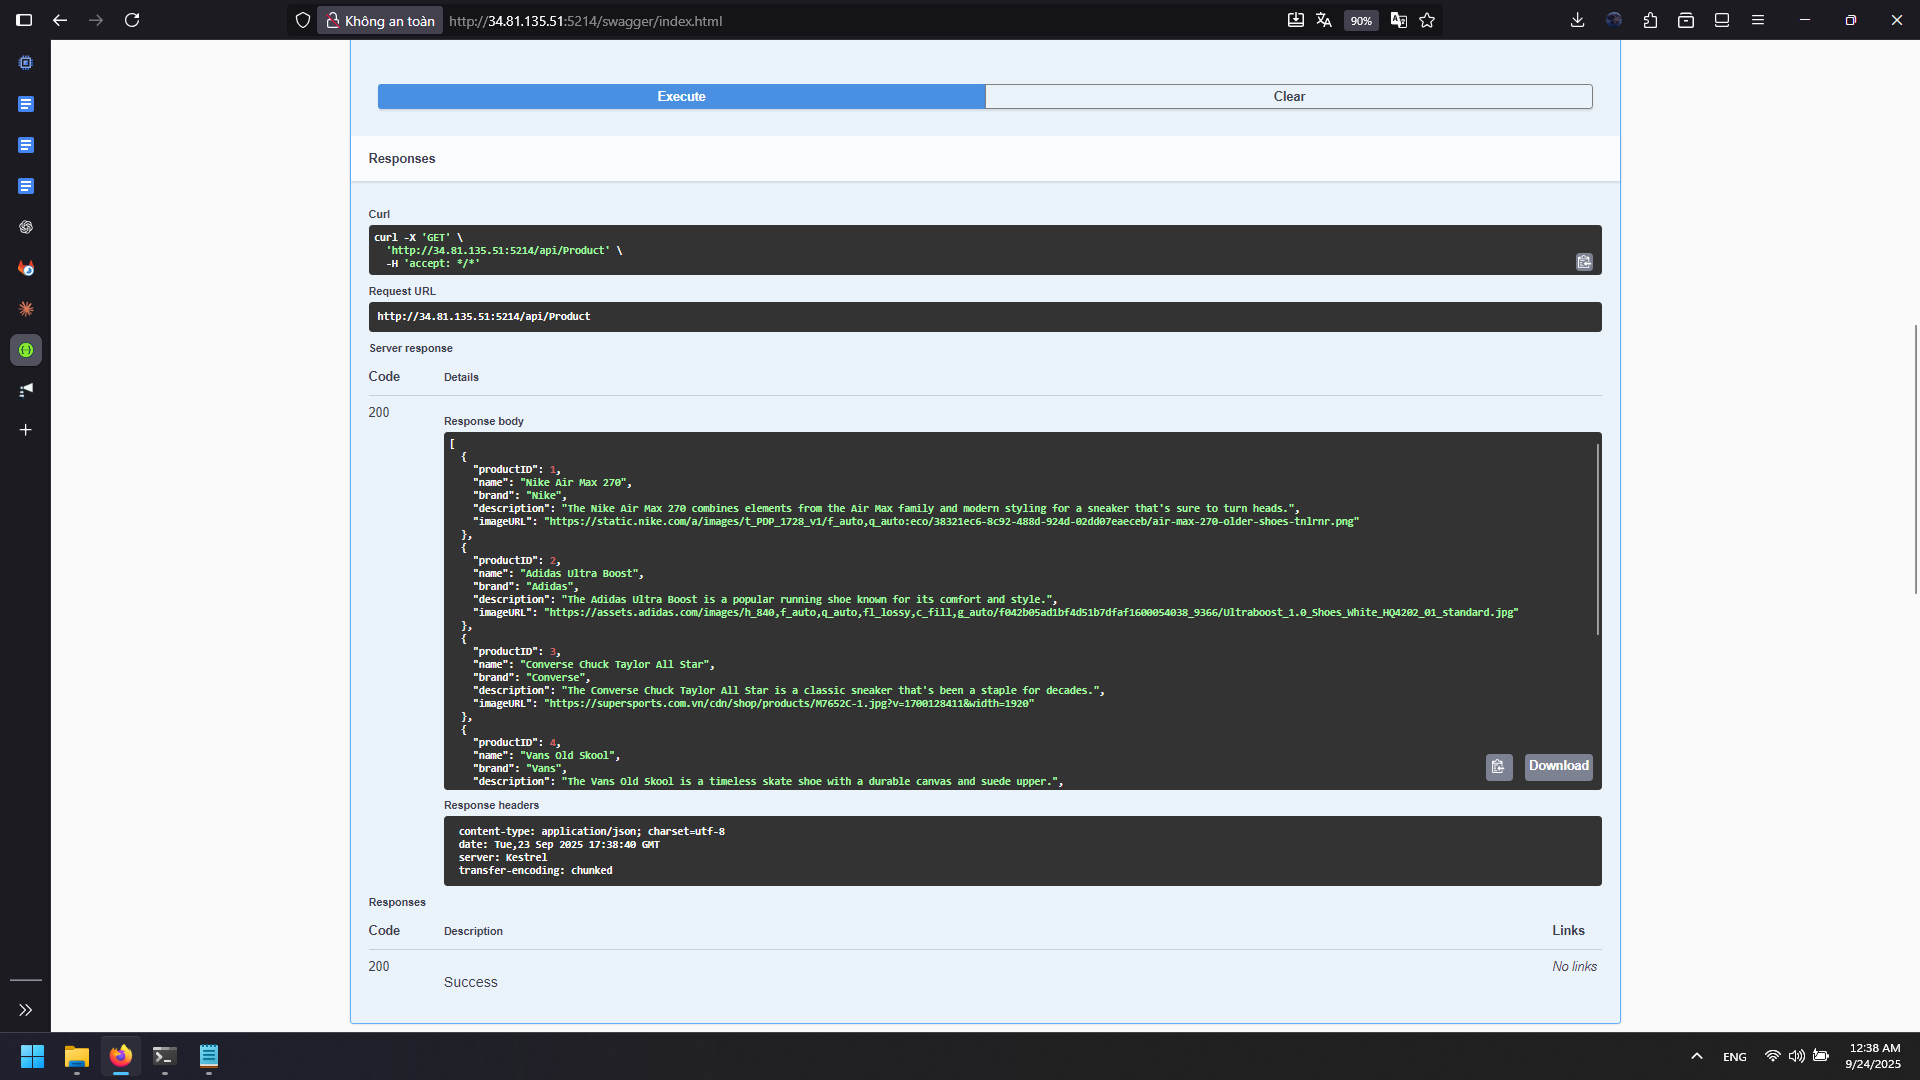 Không an toàn
http://34.81.135.51:5214/swagger/index.html
90%
Execute
Clear
Responses
Curl
curl -X 'GET' \
'http://34.81.135.51:5214/api/Product' \
-H 'accept: */*'
Request URL
http://34.81.135.51:5214/api/Product
Server response
Code
Details
200
Response body
[
{
"productID": 1,
"name": "Nike Air Max 270",
"brand": "Nike",
"description": "The Nike Air Max 270 combines elements from the Air Max family and modern styling for a sneaker that's sure to turn heads.",
"imageURL": "https://static.nike.com/a/images/t_PDP_1728_v1/f_auto,q_auto:eco/38321ec6-8c92-488d-924d-02dd07eaeceb/air-max-270-older-shoes-tnlrnr.png"
},
{
"productID": 2,
"name": "Adidas Ultra Boost",
"brand": "Adidas",
"description": "The Adidas Ultra Boost is a popular running shoe known for its comfort and style.",
"imageURL": "https://assets.adidas.com/images/h_840,f_auto,q_auto,fl_lossy,c_fill,g_auto/f042b05ad1bf4d51b7dfaf1600054038_9366/Ultraboost_1.0_Shoes_White_HQ4202_01_standard.jpg"
},
{
"productID": 3,
"name": "Converse Chuck Taylor All Star",
"brand": "Converse",
"description": "The Converse Chuck Taylor All Star is a classic sneaker that's been a staple for decades.",
"imageURL": "https://supersports.com.vn/cdn/shop/products/M7652C-1.jpg?v=1700128411&width=1920"
},
{
"productID": 4,
"name": "Vans Old Skool",
"brand": "Vans",
"description": "The Vans Old Skool is a timeless skate shoe with a durable canvas and suede upper.",
Download
Response headers
content-type: application/json; charset=utf-8
date: Tue,23 Sep 2025 17:38:40 GMT
server: Kestrel
transfer-encoding: chunked
Responses
Code
Description
Links
200
Success
No links
ENG
12:38 AM
9/24/2025